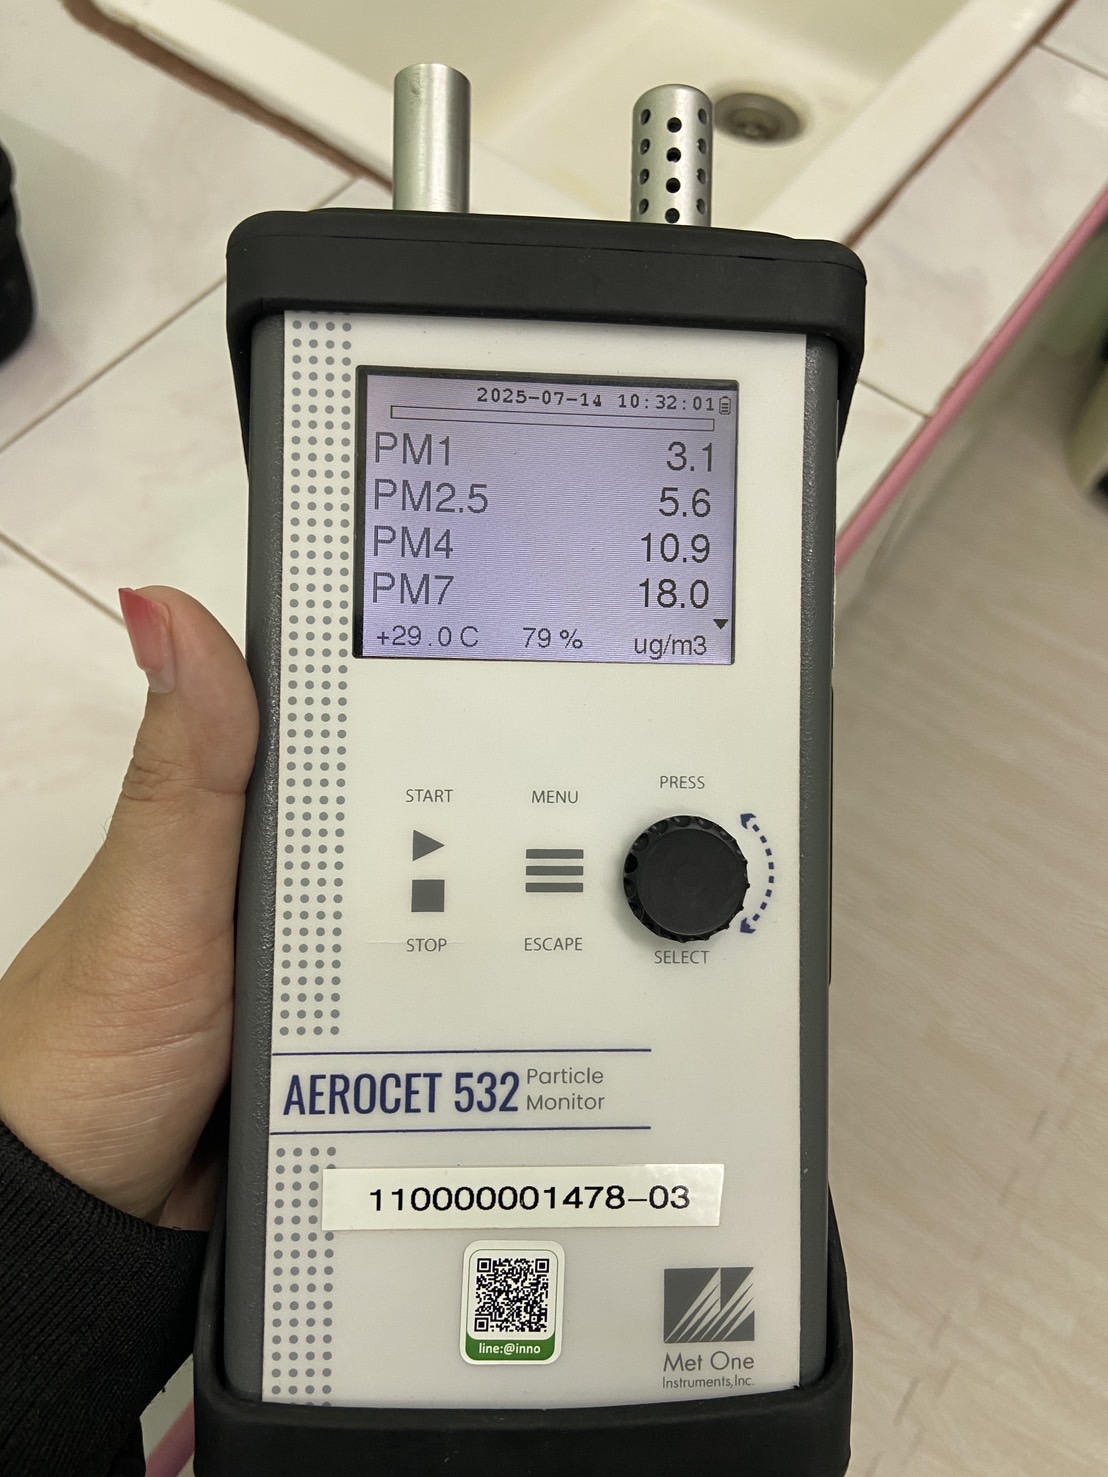 2025-07-14 10:32:01
PM1 3.1
PM2.5 5.6
PM4 10.9
PM7 18.0
+29.0 C 79 % ug/m3
START MENU PRESS
STOP ESCAPE SELECT
AEROCET 532 Particle Monitor
110000001478-03
line:@inno
Met One
Instruments, Inc.